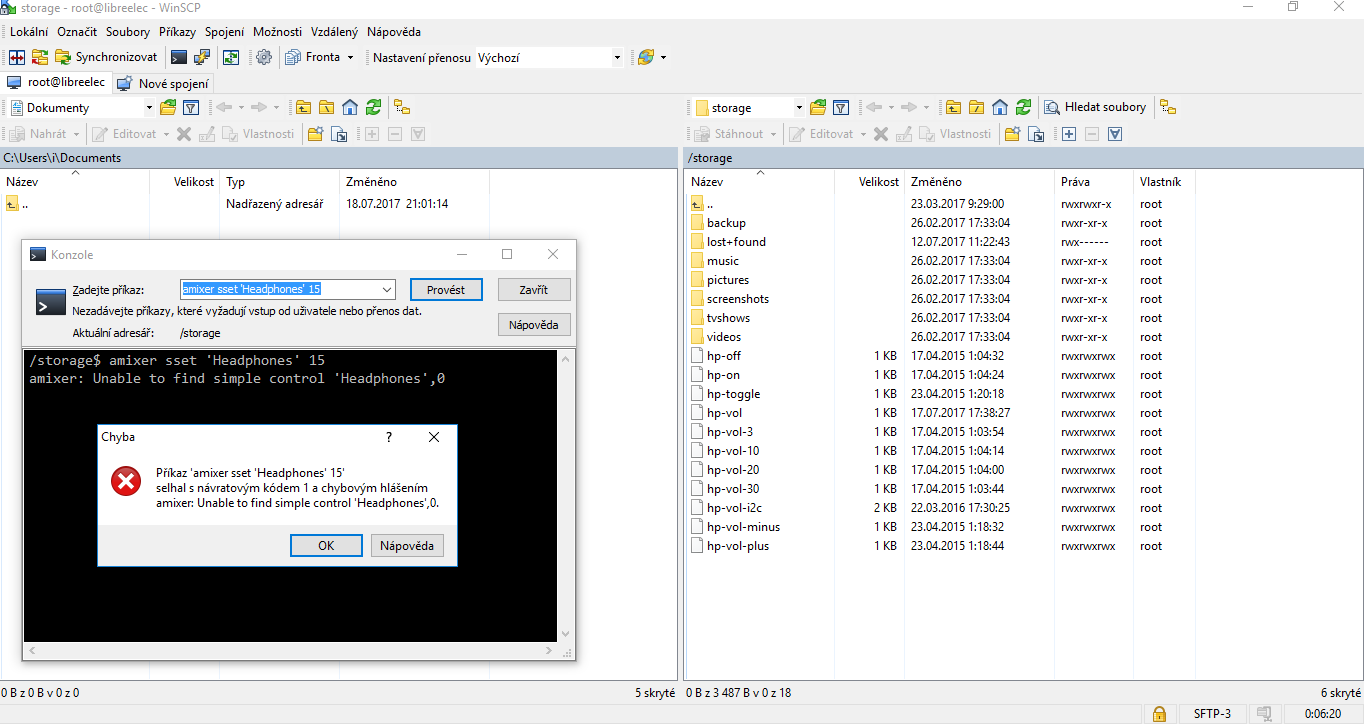 storage - root@libreelec - WinSCP
Lokální Označit Soubory Příkazy Spojení Možnosti Vzdálený Nápověda
Synchronizovat Fronta Nastavení přenosu Výchozí
root@libreelec Nové spojení
Dokumenty
Nahrát Editovat Vlastnosti
C:\Users\i\Documents
Název Velikost Typ Změněno
.. Nadřazený adresář 18.07.2017 21:01:14
storage Hledat soubory
Stáhnout Editovat Vlastnosti
/storage
Název Velikost Změněno Práva Vlastník
.. 23.03.2017 9:29:00 rwxrwxr-x root
backup 26.02.2017 17:33:04 rwxr-xr-x root
lost+found 12.07.2017 11:22:43 rwx------ root
music 26.02.2017 17:33:04 rwxr-xr-x root
pictures 26.02.2017 17:33:04 rwxr-xr-x root
screenshots 26.02.2017 17:33:04 rwxr-xr-x root
tvshows 26.02.2017 17:33:04 rwxr-xr-x root
videos 26.02.2017 17:33:04 rwxr-xr-x root
hp-off 1 KB 17.04.2015 1:04:32 rwxrwxrwx root
hp-on 1 KB 17.04.2015 1:04:24 rwxrwxrwx root
hp-toggle 1 KB 23.04.2015 1:20:18 rwxrwxrwx root
hp-vol 1 KB 17.07.2017 17:38:27 rwxrwxrwx root
hp-vol-3 1 KB 17.04.2015 1:03:54 rwxrwxrwx root
hp-vol-10 1 KB 17.04.2015 1:04:14 rwxrwxrwx root
hp-vol-20 1 KB 17.04.2015 1:04:00 rwxrwxrwx root
hp-vol-30 1 KB 17.04.2015 1:03:44 rwxrwxrwx root
hp-vol-i2c 2 KB 22.03.2016 17:30:25 rwxrwxrwx root
hp-vol-minus 1 KB 23.04.2015 1:18:32 rwxrwxrwx root
hp-vol-plus 1 KB 23.04.2015 1:18:44 rwxrwxrwx root
Konzole
Zadejte příkaz: amixer sset 'Headphones' 15 Provést Zavřít
Nezadávejte příkazy, které vyžadují vstup od uživatele nebo přenos dat.
Nápověda
Aktuální adresář: /storage
/storage$ amixer sset 'Headphones' 15
amixer: Unable to find simple control 'Headphones',0
Chyba ?
Příkaz 'amixer sset 'Headphones' 15'
selhal s návratovým kódem 1 a chybovým hlášením
amixer: Unable to find simple control 'Headphones',0.
OK Nápověda
0 B z 0 B v 0 z 0 5 skryté
0 B z 3 487 B v 0 z 18 6 skryté
SFTP-3 0:06:20